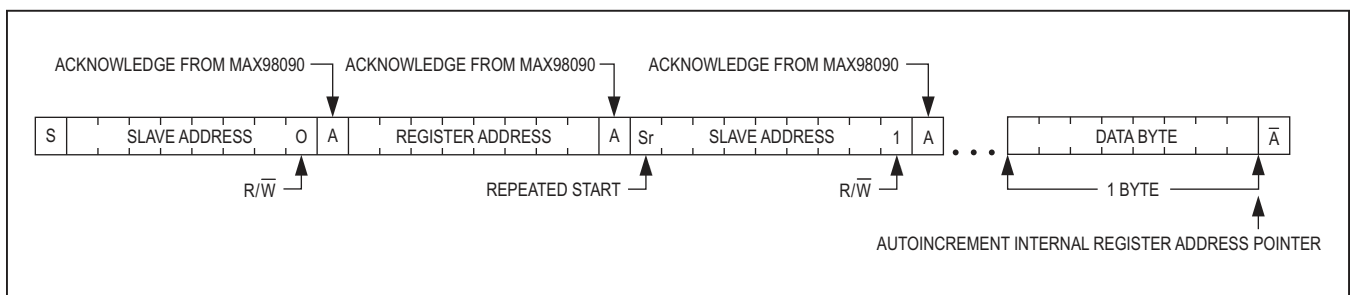 ACKNOWLEDGE FROM MAX98090 ACKNOWLEDGE FROM MAX98090 ACKNOWLEDGE FROM MAX98090
S SLAVE ADDRESS O A REGISTER ADDRESS A Sr SLAVE ADDRESS 1 A ... DATA BYTE A̅
R/W̅ REPEATED START R/W̅ 1 BYTE
AUTOINCREMENT INTERNAL REGISTER ADDRESS POINTER